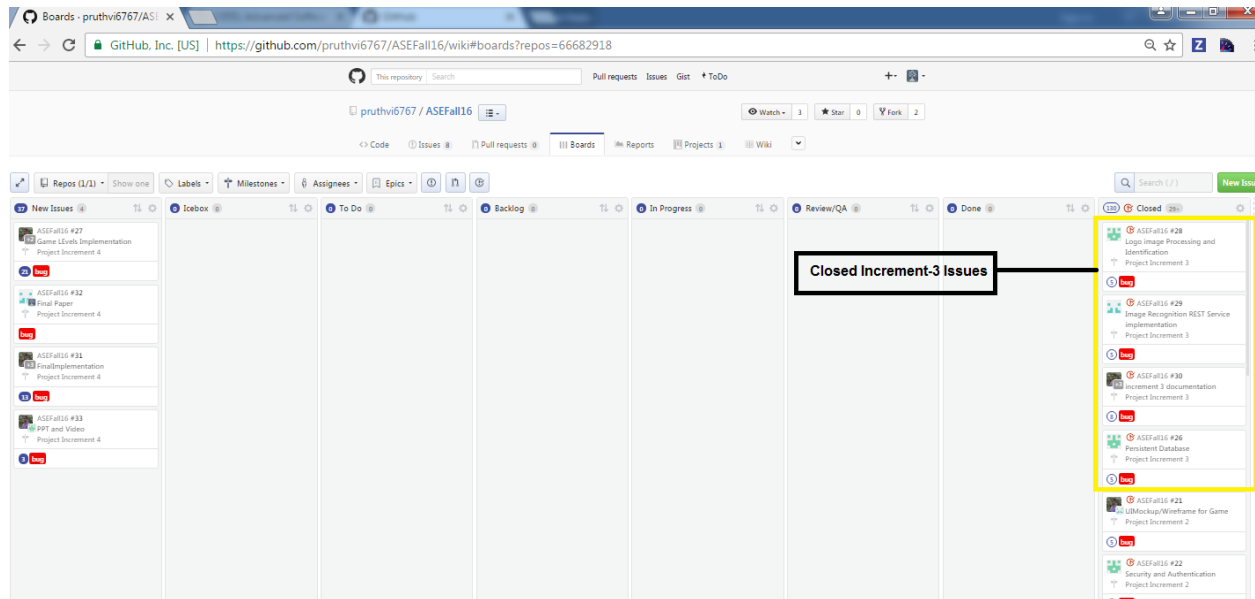 Boards - pruthvi6767/ASE
GitHub, Inc. [US] | https://github.com/pruthvi6767/ASEFall16/wiki#boards?repos=66682918
This repository Search Pull requests Issues Gist ToDo
pruthvi6767 / ASEFall16
Watch 3 Star 0 Fork 2
Code Issues 8 Pull requests 0 Boards Reports Projects 1 Wiki
Repos (1/1) Show one Labels Milestones Assignees Epics Search ( / ) New Issu
37 New Issues 4
ASEFall16 #27
Game LEvels Implementation
Project Increment 4
21 bug
ASEFall16 #32
Final Paper
Project Increment 4
bug
ASEFall16 #31
FinalImplementation
Project Increment 4
13 bug
ASEFall16 #33
PPT and Video
Project Increment 4
3 bug
0 Icebox 0
0 To Do 0
0 Backlog 0
0 In Progress 0
0 Review/QA 0
0 Done 0
Closed Increment-3 Issues
130 Closed 20+
ASEFall16 #28
Logo image Processing and
Identification
Project Increment 3
5 bug
ASEFall16 #29
Image Recognition REST Service
implementation
Project Increment 3
5 bug
ASEFall16 #30
increment 3 documentation
Project Increment 3
8 bug
ASEFall16 #26
Persistent Database
Project Increment 3
5 bug
ASEFall16 #21
UIMockup/Wireframe for Game
Project Increment 2
5 bug
ASEFall16 #22
Security and Authentication
Project Increment 2